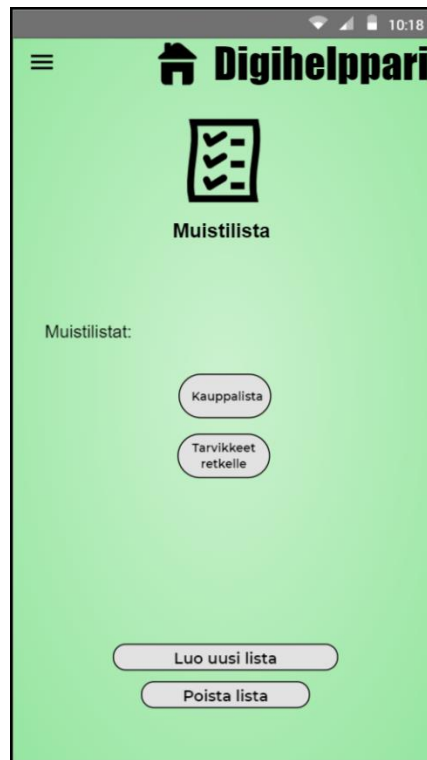 10:18
Digihelppari
Muistilista
Muistilistat:
Kauppalista
Tarvikkeet
retkelle
Luo uusi lista
Poista lista